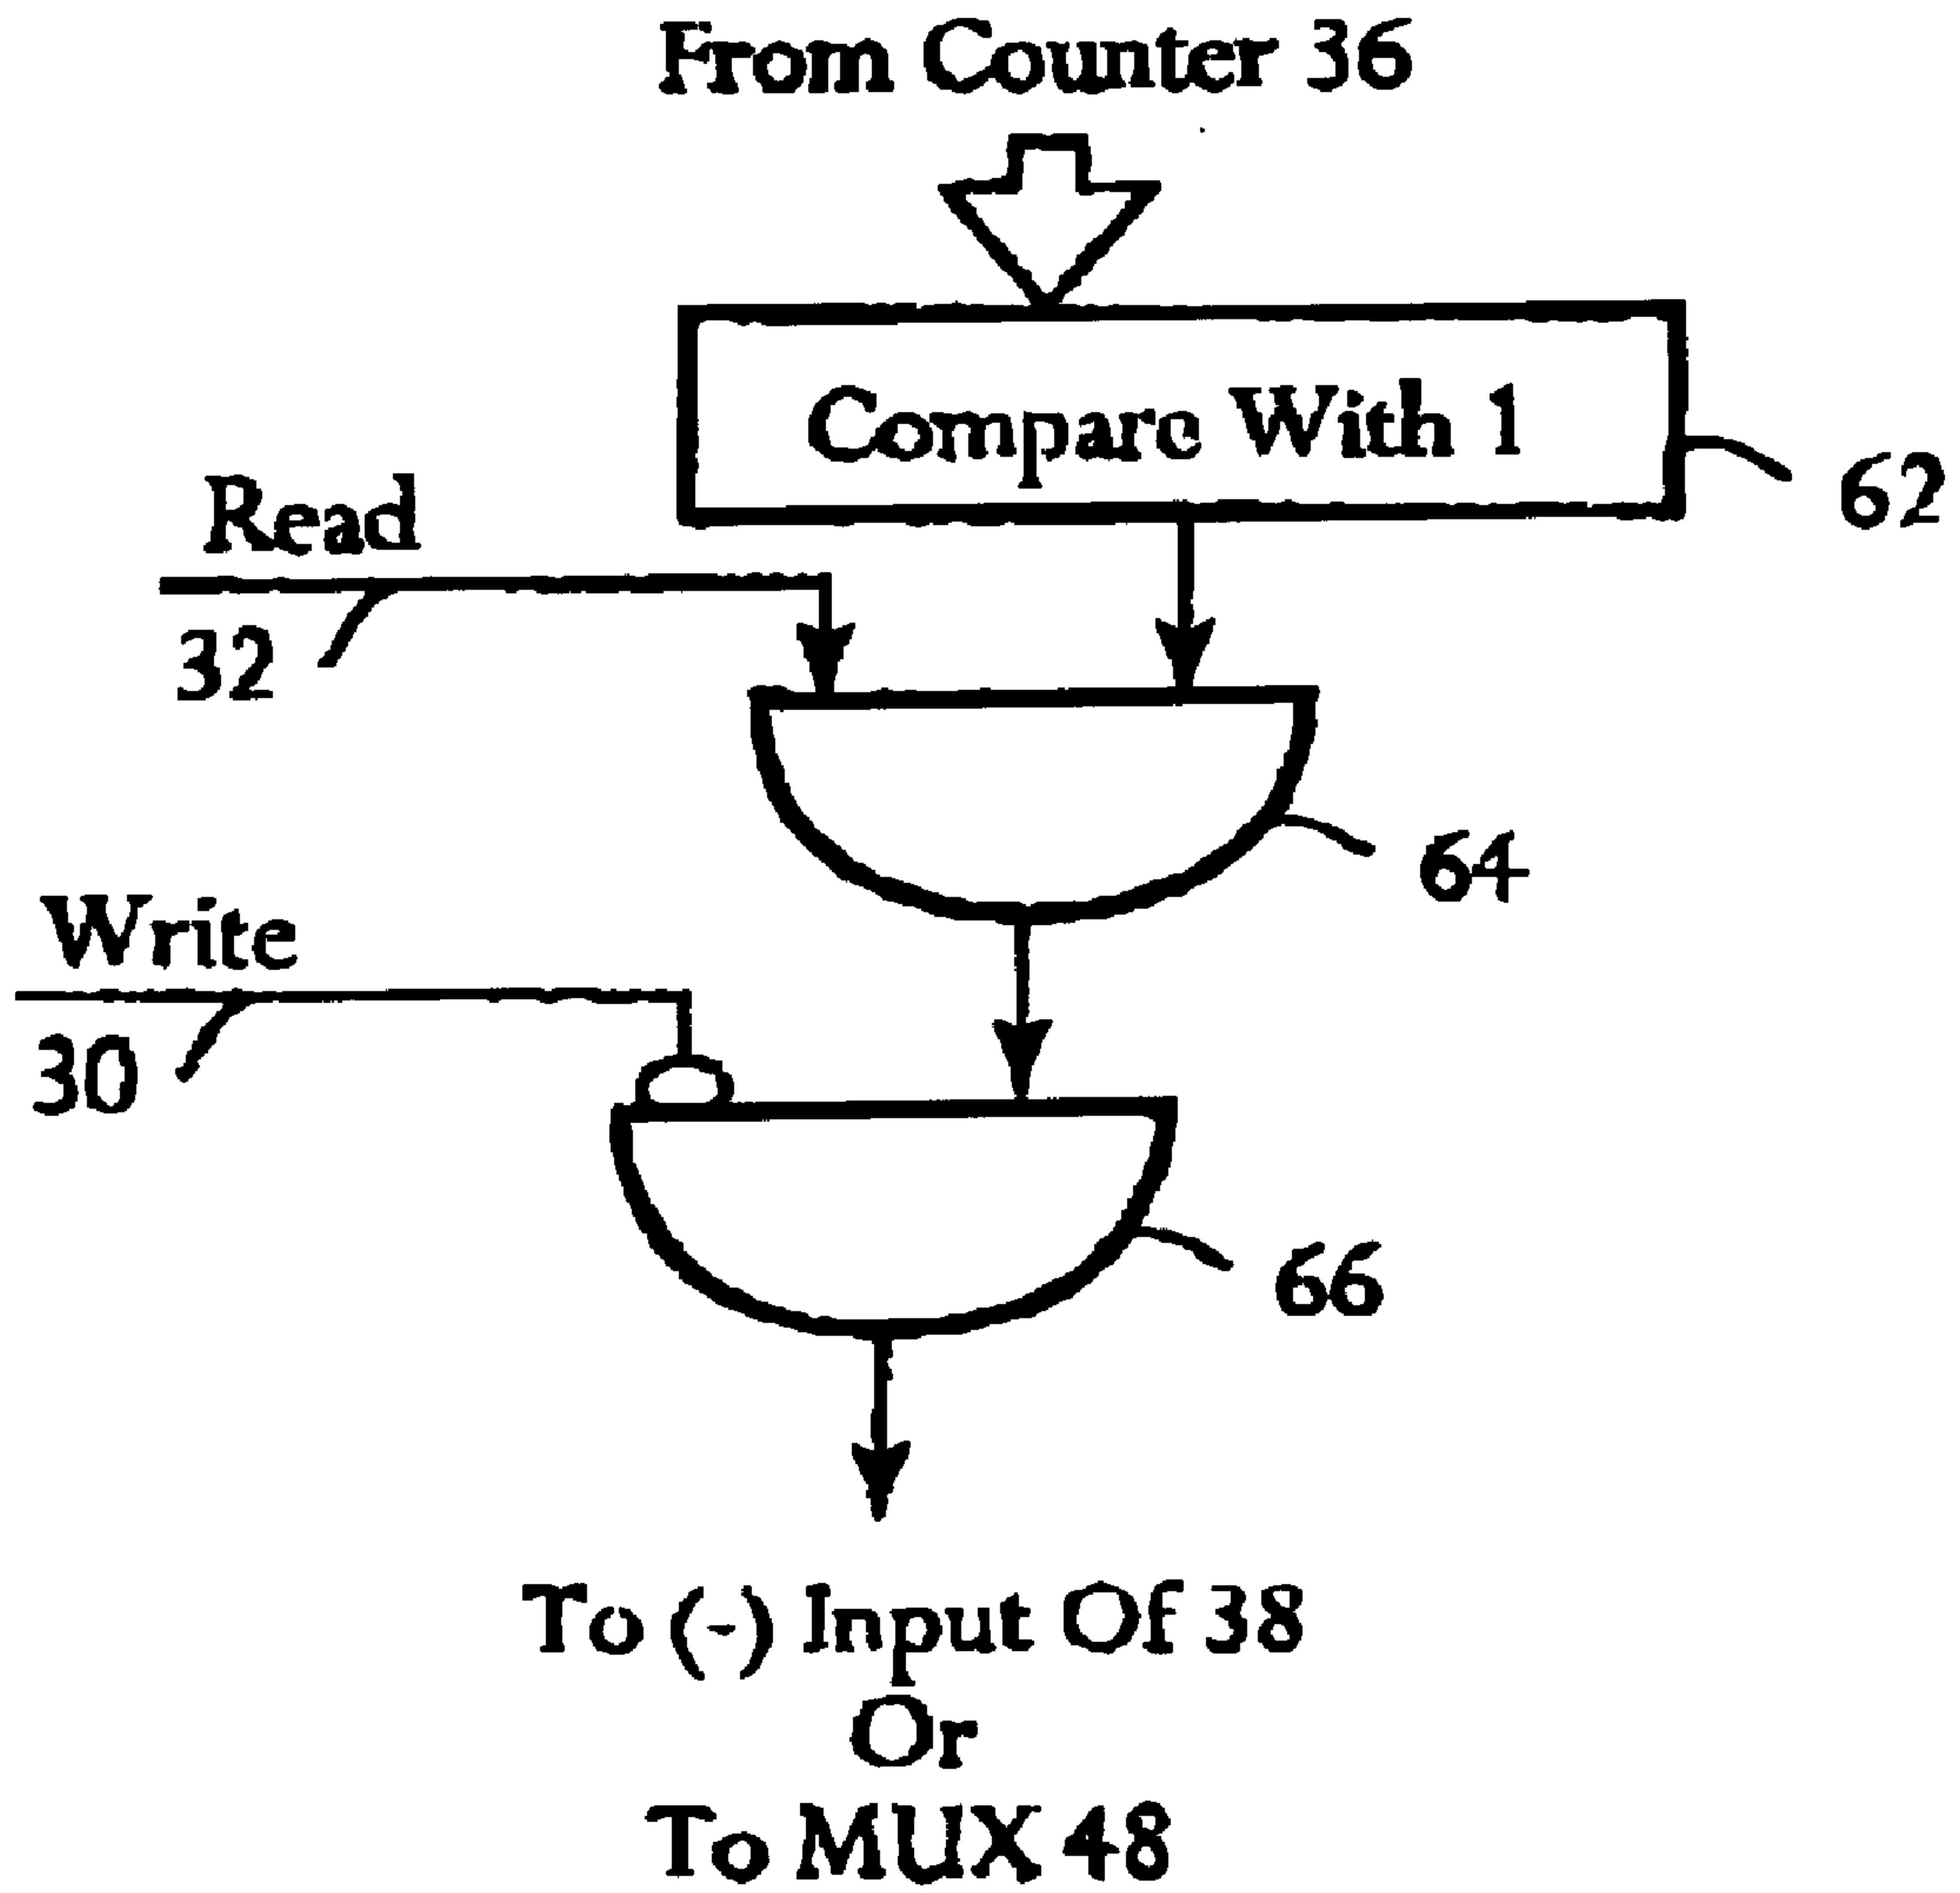 From Counter 36
Compare With 1
62
Read
32
64
Write
30
66
To (-) Input Of 38
Or
To MUX 48